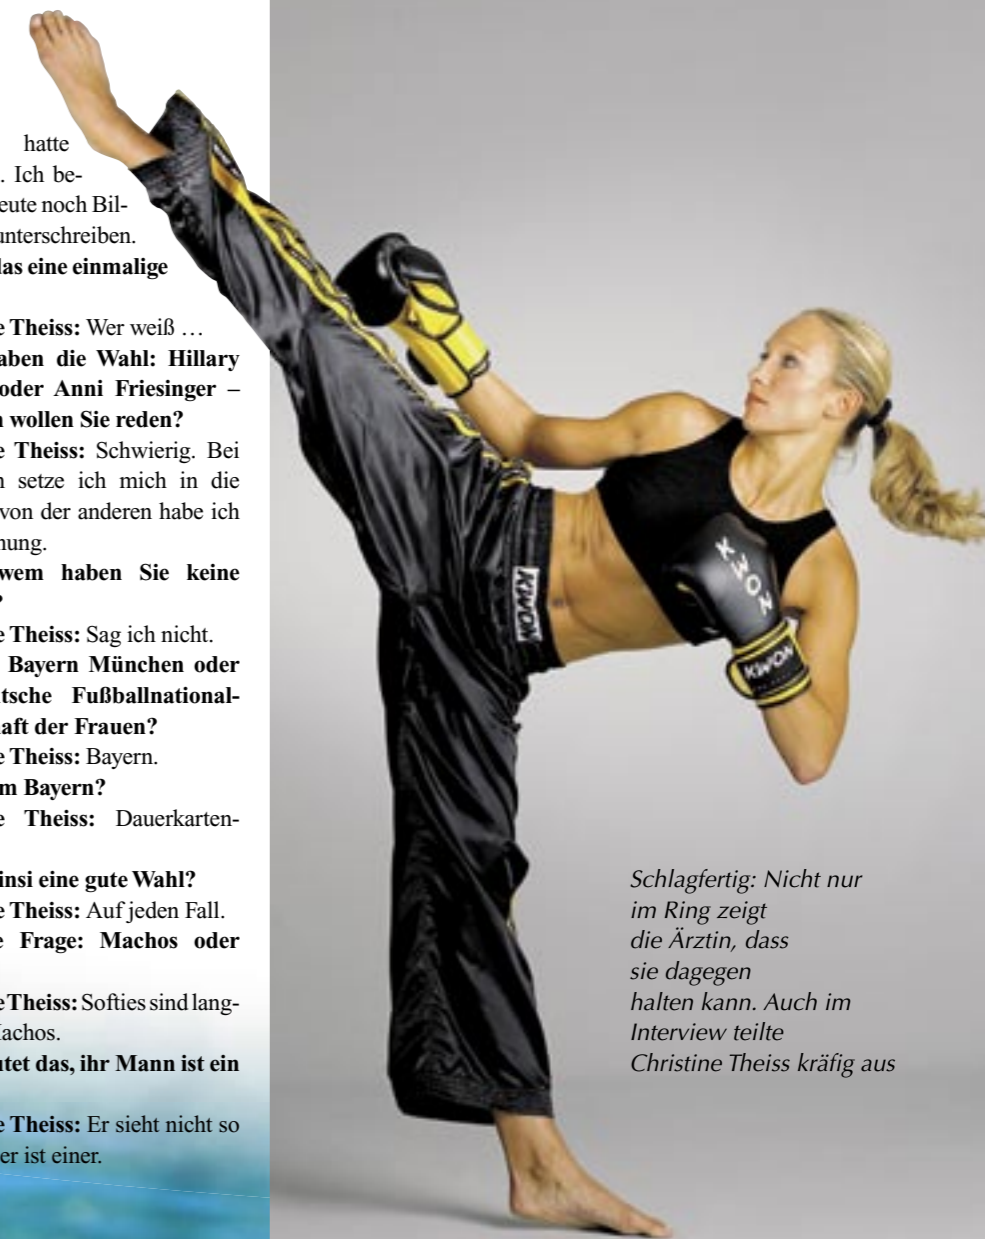 hatte
. Ich be-
eute noch Bil-
unterschreiben.
las eine einmalige
e Theiss: Wer weiß …
aben die Wahl: Hillary
oder Anni Friesinger –
n wollen Sie reden?
e Theiss: Schwierig. Bei
n setze ich mich in die
von der anderen habe ich
nung.
wem haben Sie keine
?
e Theiss: Sag ich nicht.
Bayern München oder
tsche Fußballnational-
aft der Frauen?
e Theiss: Bayern.
m Bayern?
e Theiss: Dauerkarten-
insi eine gute Wahl?
e Theiss: Auf jeden Fall.
e Frage: Machos oder
e Theiss: Softies sind lang-
Machos.
utet das, ihr Mann ist ein
e Theiss: Er sieht nicht so
er ist einer.
KWON
KWON
KWON
Schlagfertig: Nicht nur
im Ring zeigt
die Ärztin, dass
sie dagegen
halten kann. Auch im
Interview teilte
Christine Theiss kräfig aus